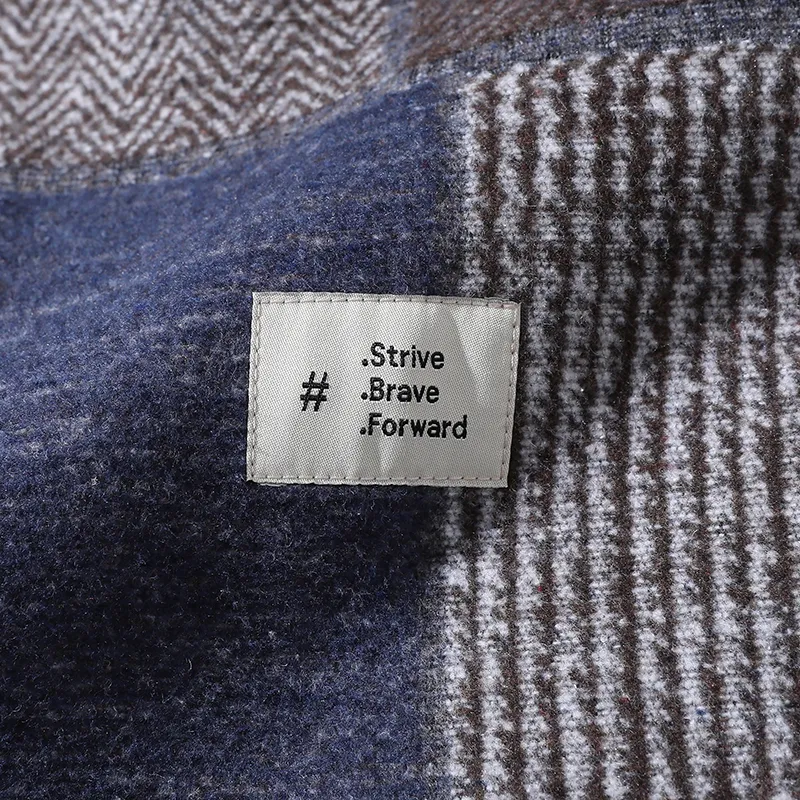 #
.Strive
.Brave
.Forward